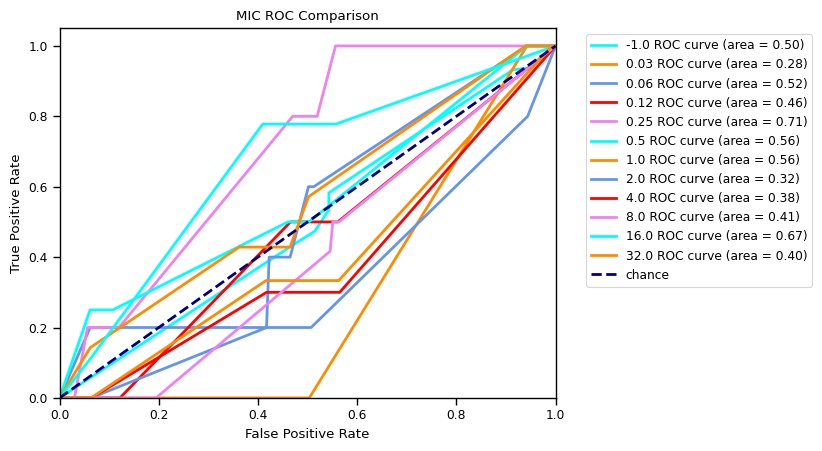 MIC ROC Comparison
1.0
0.8
0.6
0.4
0.2
0.0
True Positive Rate
0.0 0.2 0.4 0.6 0.8 1.0
False Positive Rate
-1.0 ROC curve (area = 0.50)
0.03 ROC curve (area = 0.28)
0.06 ROC curve (area = 0.52)
0.12 ROC curve (area = 0.46)
0.25 ROC curve (area = 0.71)
0.5 ROC curve (area = 0.56)
1.0 ROC curve (area = 0.56)
2.0 ROC curve (area = 0.32)
4.0 ROC curve (area = 0.38)
8.0 ROC curve (area = 0.41)
16.0 ROC curve (area = 0.67)
32.0 ROC curve (area = 0.40)
chance